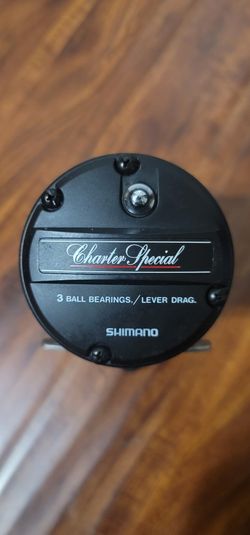 Charter Special
3 BALL BEARINGS./LEVER DRAG.
SHIMANO